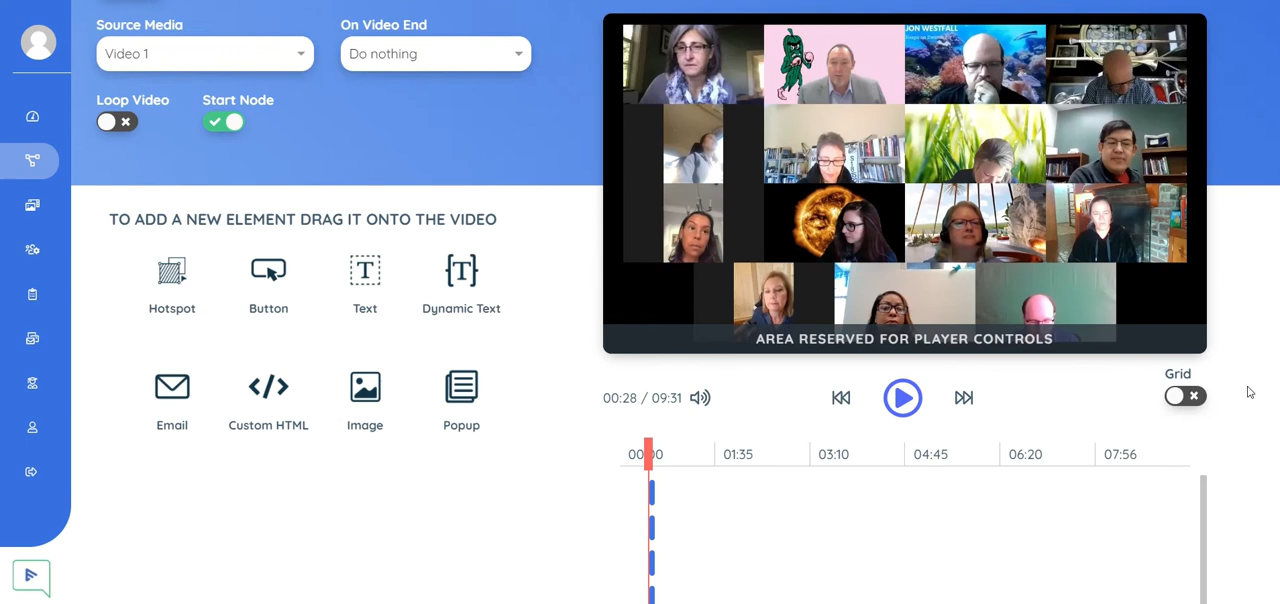 Source Media
On Video End
Video 1
Do nothing
Loop Video
Start Node
JON WESTFALL
TO ADD A NEW ELEMENT DRAG IT ONTO THE VIDEO
Hotspot
Button
Text
Dynamic Text
Email
Custom HTML
Image
Popup
AREA RESERVED FOR PLAYER CONTROLS
00:28 / 09:31
Grid
00:00
01:35
03:10
04:45
06:20
07:56